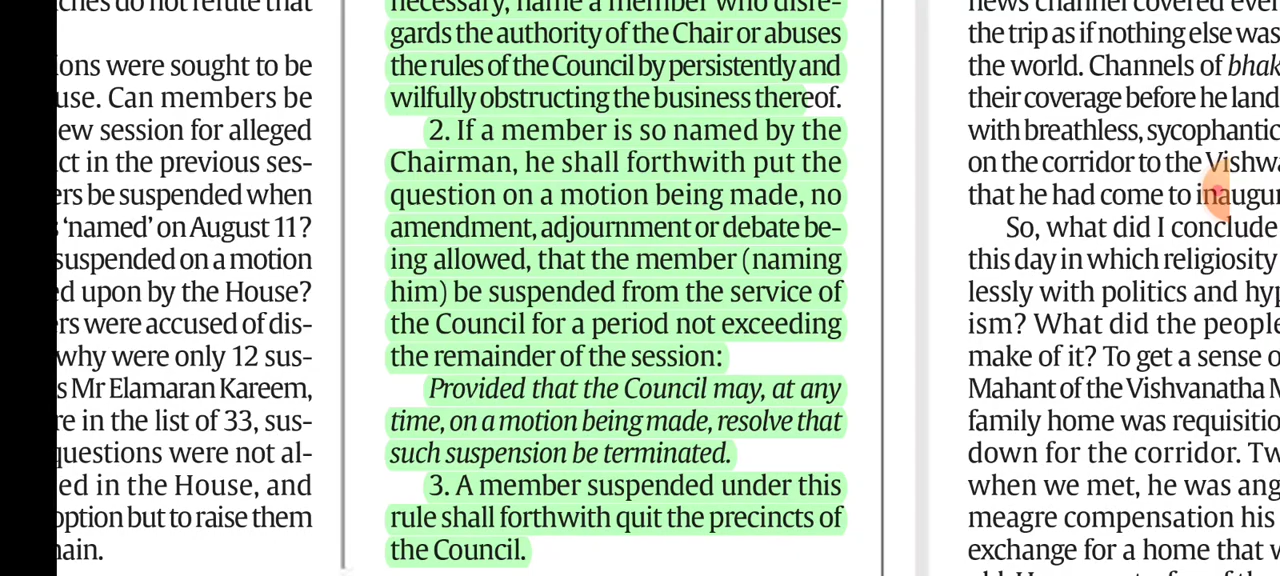 ches do not refute that
ions were sought to be
use. Can members be
ew session for alleged
ct in the previous ses-
ers be suspended when
'named' on August 11?
suspended on a motion
ed upon by the House?
ers were accused of dis-
why were only 12 sus-
s Mr Elamaran Kareem,
re in the list of 33, sus-
questions were not al-
ed in the House, and
option but to raise them
hain.
necessary, name a member who disre-
gards the authority of the Chair or abuses
the rules of the Council by persistently and
wilfully obstructing the business thereof.
2. If a member is so named by the
Chairman, he shall forthwith put the
question on a motion being made, no
amendment, adjournment or debate be-
ing allowed, that the member (naming
him) be suspended from the service of
the Council for a period not exceeding
the remainder of the session:
Provided that the Council may, at any
time, on a motion being made, resolve that
such suspension be terminated.
3. A member suspended under this
rule shall forthwith quit the precincts of
the Council.
news channel covered ever
the trip as if nothing else was
the world. Channels of bhak
their coverage before he land
with breathless, sycophantic
on the corridor to the Vishwa
that he had come to inaugur
So, what did I conclude
this day in which religiosity
lessly with politics and hyp
ism? What did the people
make of it? To get a sense o
Mahant of the Vishvanatha M
family home was requisitio
down for the corridor. Tw
when we met, he was ang
meagre compensation his
exchange for a home that w